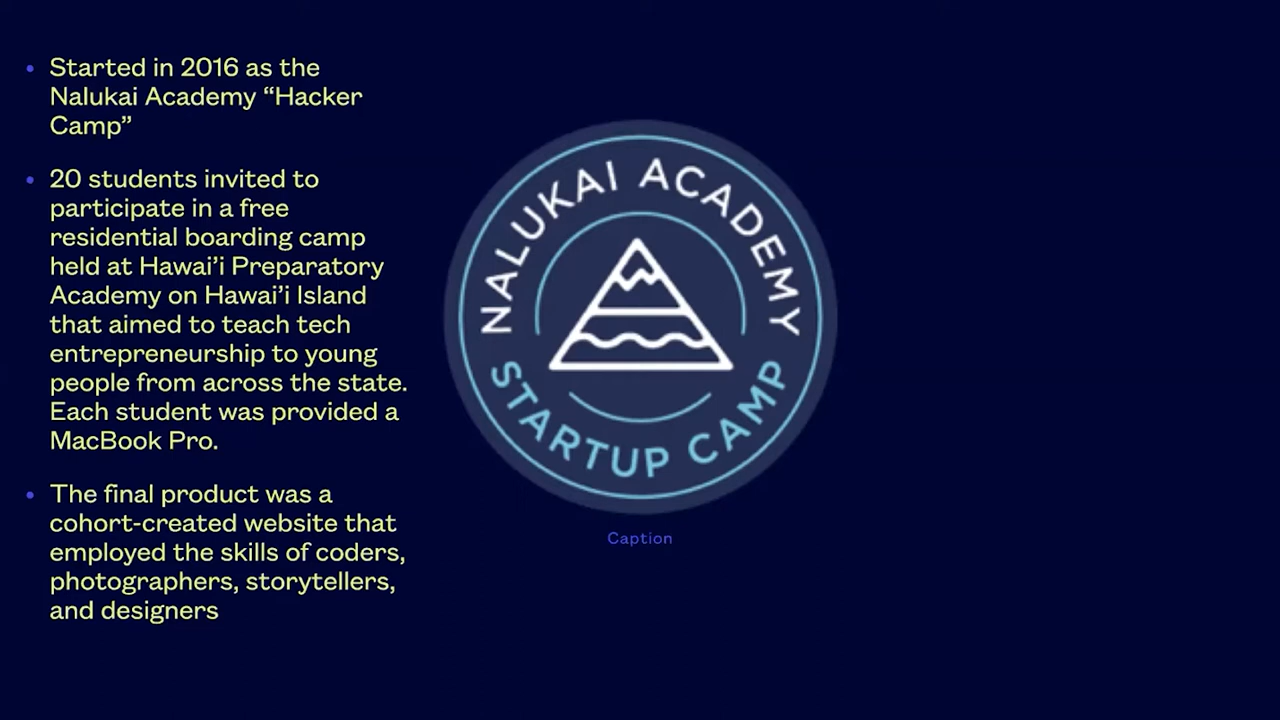 • Started in 2016 as the
Nalukai Academy “Hacker
Camp”
• 20 students invited to
participate in a free
residential boarding camp
held at Hawai’i Preparatory
Academy on Hawai’i Island
that aimed to teach tech
entrepreneurship to young
people from across the state.
Each student was provided a
MacBook Pro.
• The final product was a
cohort-created website that
employed the skills of coders,
photographers, storytellers,
and designers
NALUKAI ACADEMY
STARTUP CAMP
Caption